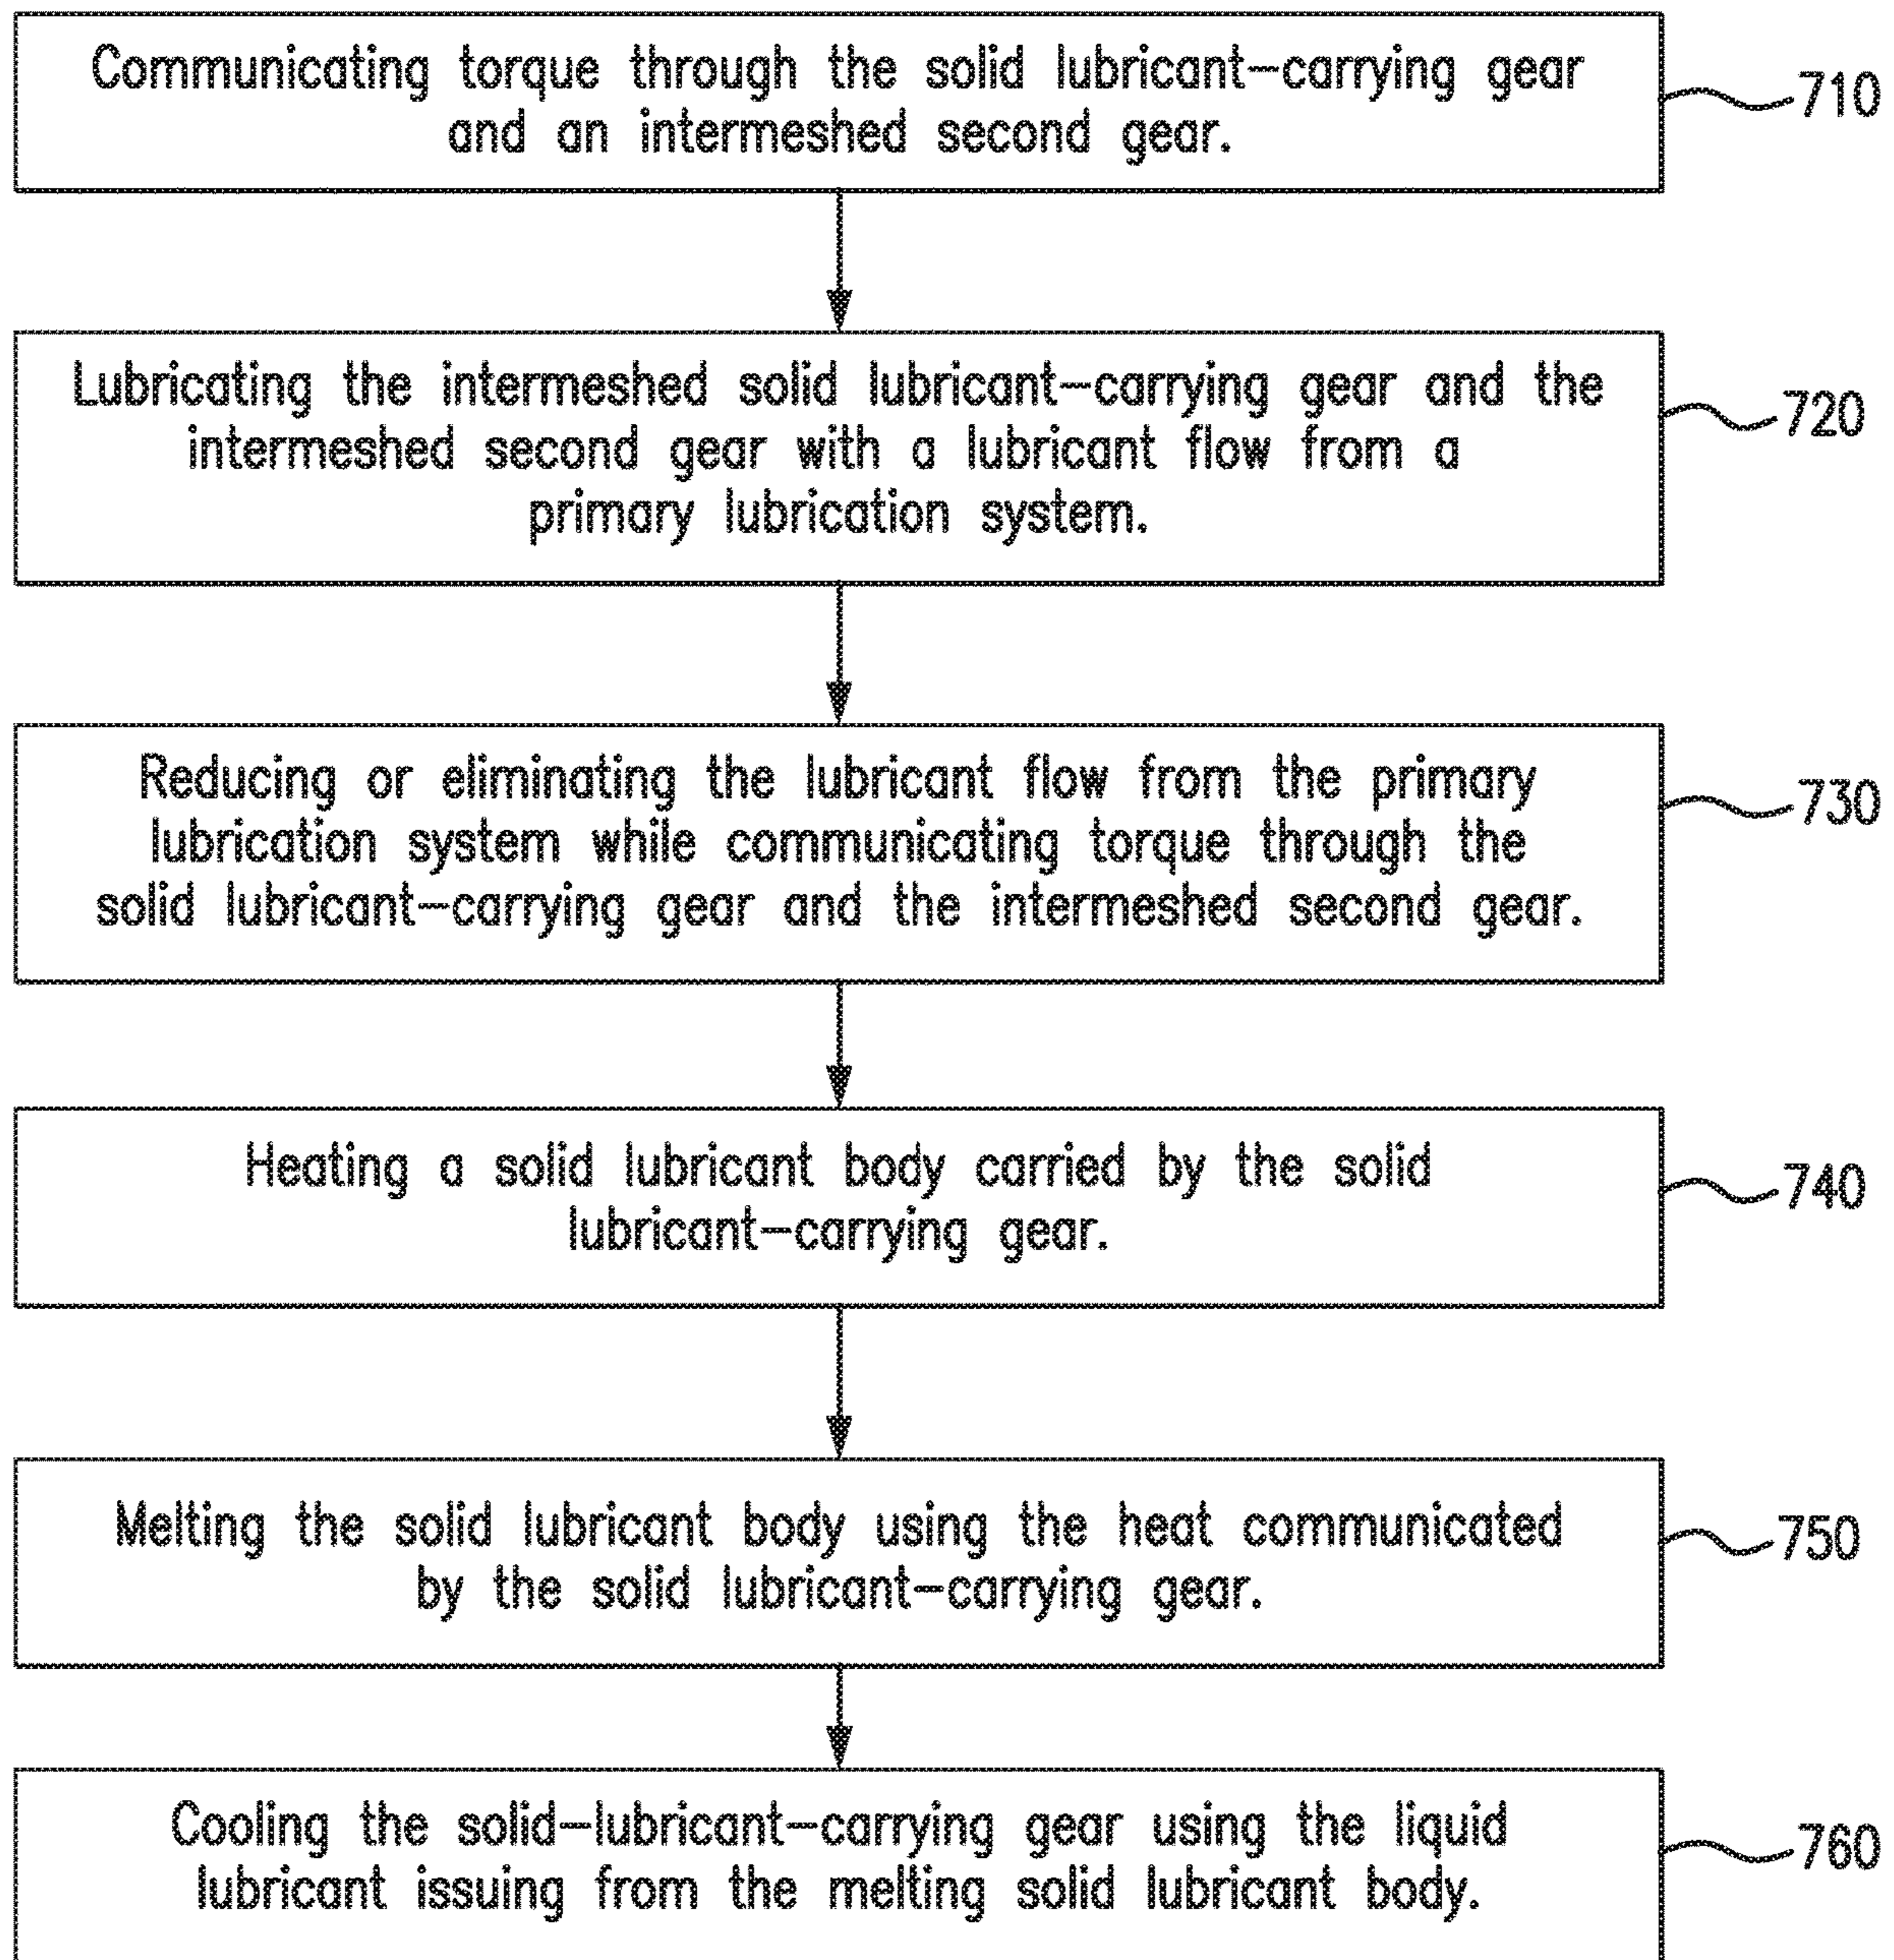 Communicating torque through the solid lubricant-carrying gear
and an intermeshed second gear.
710
Lubricating the intermeshed solid lubricant-carrying gear and the
intermeshed second gear with a lubricant flow from a
primary lubrication system.
720
Reducing or eliminating the lubricant flow from the primary
lubrication system while communicating torque through the
solid lubricant-carrying gear and the intermeshed second gear.
730
Heating a solid lubricant body carried by the solid
lubricant-carrying gear.
740
Melting the solid lubricant body using the heat communicated
by the solid lubricant-carrying gear.
750
Cooling the solid-lubricant-carrying gear using the liquid
lubricant issuing from the melting solid lubricant body.
760